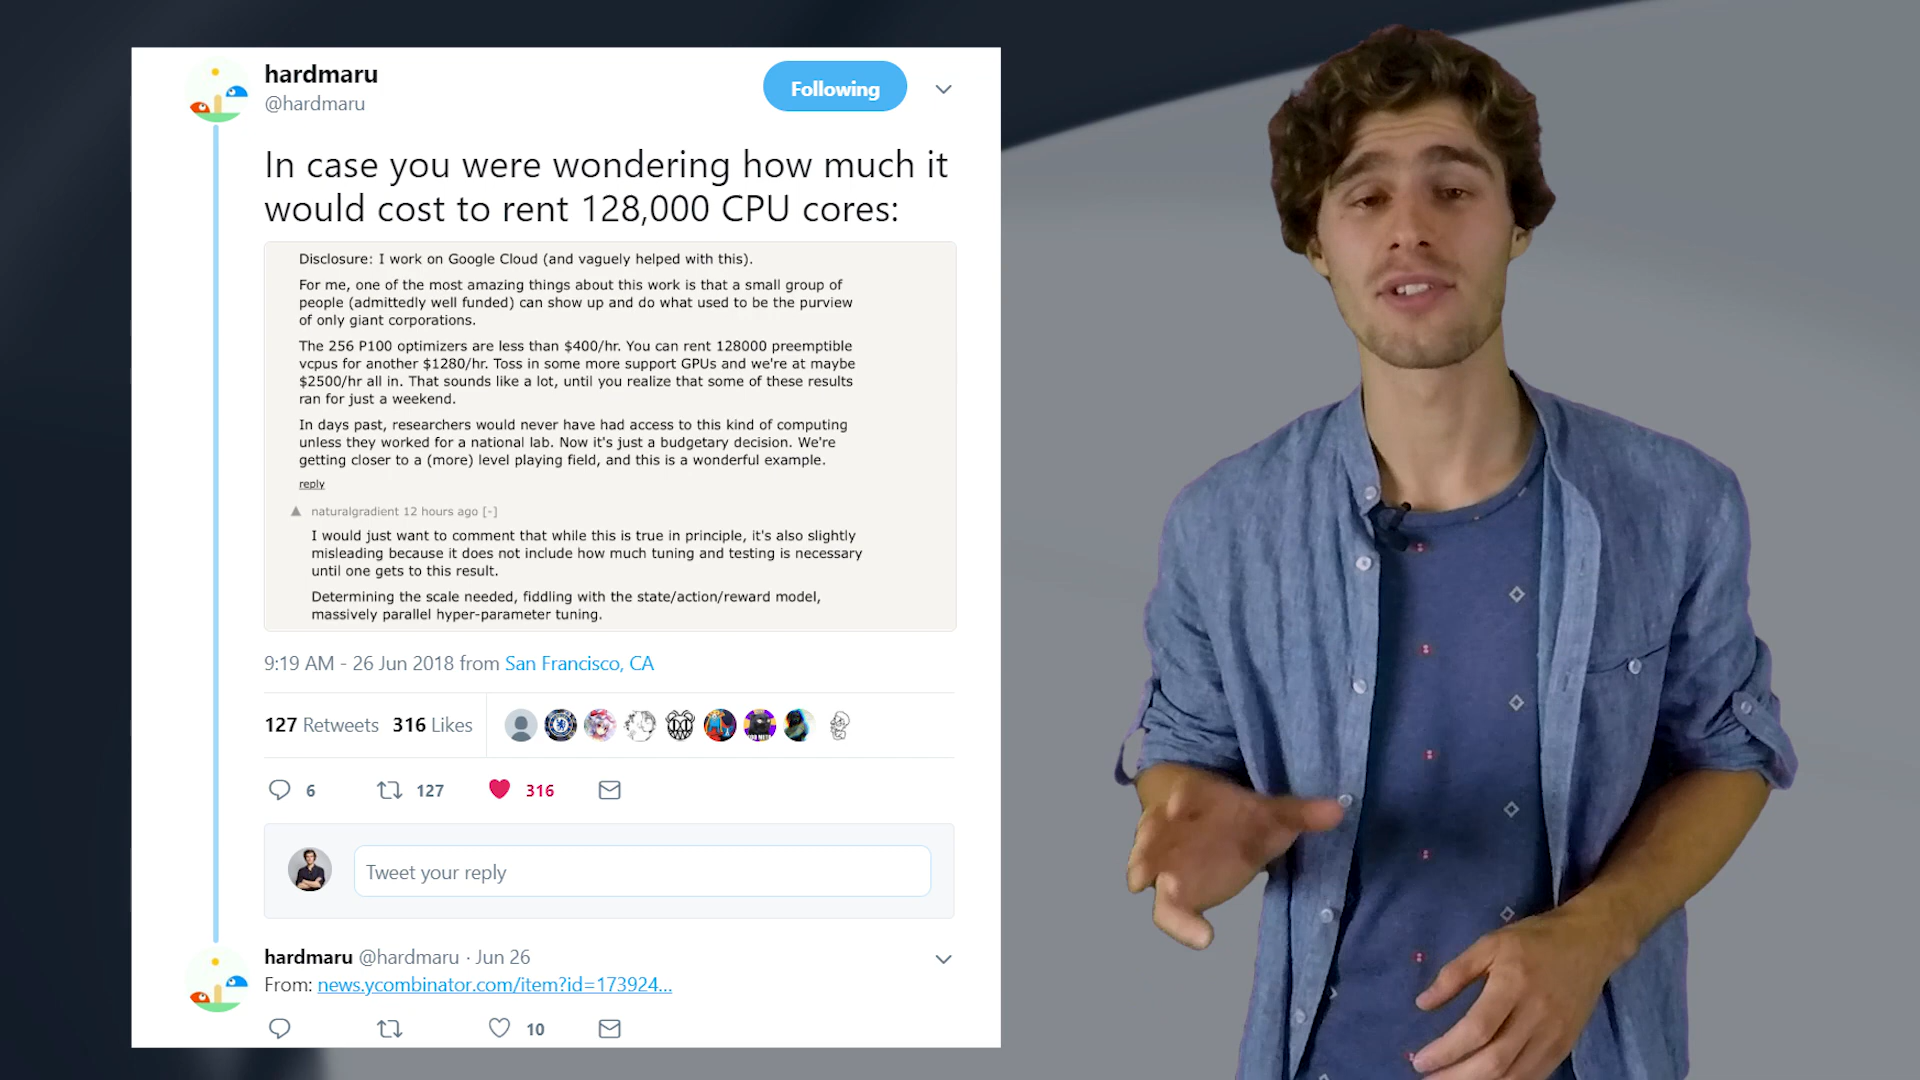 hardmaru
@hardmaru
Following
In case you were wondering how much it
would cost to rent 128,000 CPU cores:
Disclosure: I work on Google Cloud (and vaguely helped with this).
For me, one of the most amazing things about this work is that a small group of
people (admittedly well funded) can show up and do what used to be the purview
of only giant corporations.
The 256 P100 optimizers are less than $400/hr. You can rent 128000 preemptible
vcpus for another $1280/hr. Toss in some more support GPUs and we're at maybe
$2500/hr all in. That sounds like a lot, until you realize that some of these results
ran for just a weekend.
In days past, researchers would never have had access to this kind of computing
unless they worked for a national lab. Now it's just a budgetary decision. We're
getting closer to a (more) level playing field, and this is a wonderful example.
reply
naturalgradient 12 hours ago [-]
I would just want to comment that while this is true in principle, it's also slightly
misleading because it does not include how much tuning and testing is necessary
until one gets to this result.
Determining the scale needed, fiddling with the state/action/reward model,
massively parallel hyper-parameter tuning.
9:19 AM - 26 Jun 2018 from San Francisco, CA
127 Retweets 316 Likes
6 127 316
Tweet your reply
hardmaru @hardmaru · Jun 26
From: news.ycombinator.com/item?id=173924...
10